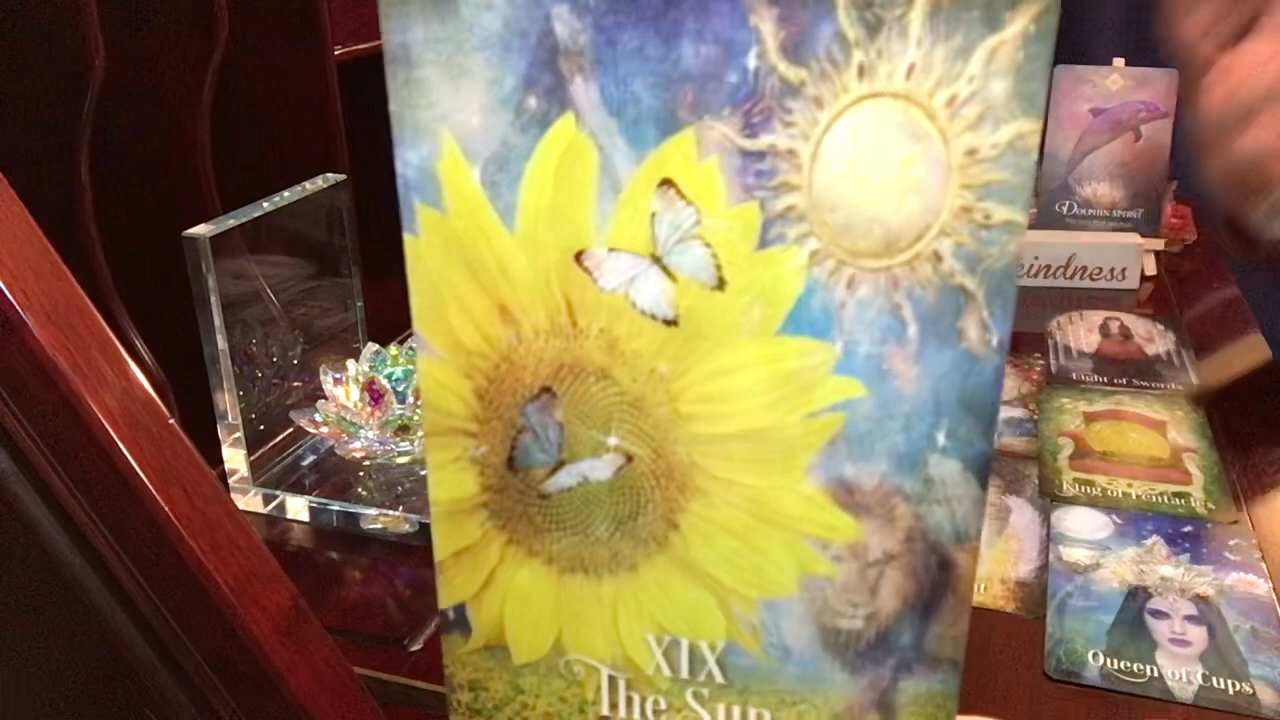 XIX
The Sun
DOLPHIN SPIRIT
kindness
Eight of Swords
King of Pentacles
Queen of Cups